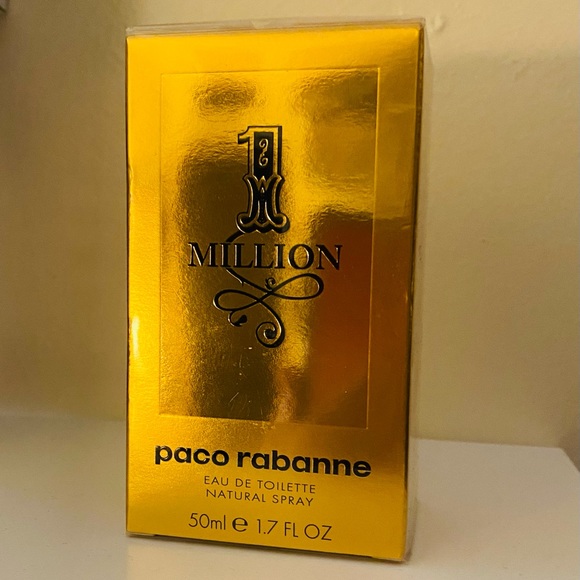 1
MILLION
paco rabanne
EAU DE TOILETTE
NATURAL SPRAY
50ml e 1.7 FL OZ